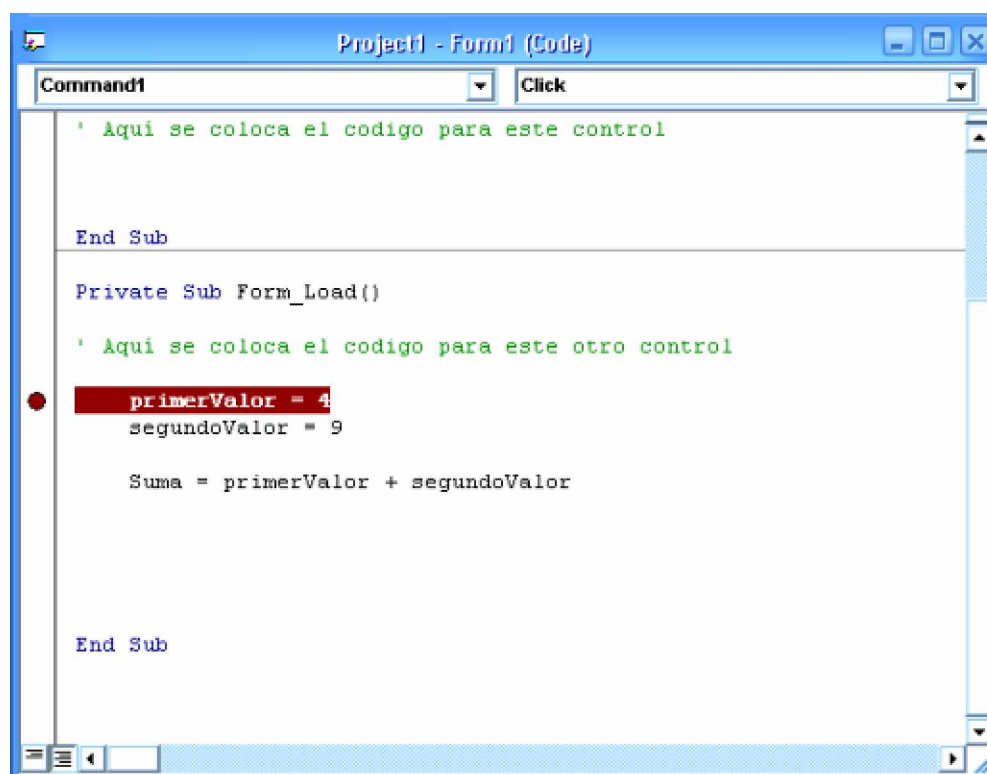 Project1 - Form1 (Code)
Command1 Click
' Aquí se coloca el codigo para este control
End Sub
Private Sub Form_Load()
' Aquí se coloca el codigo para este otro control
primerValor = 4
segundoValor = 9
Suma = primerValor + segundoValor
End Sub